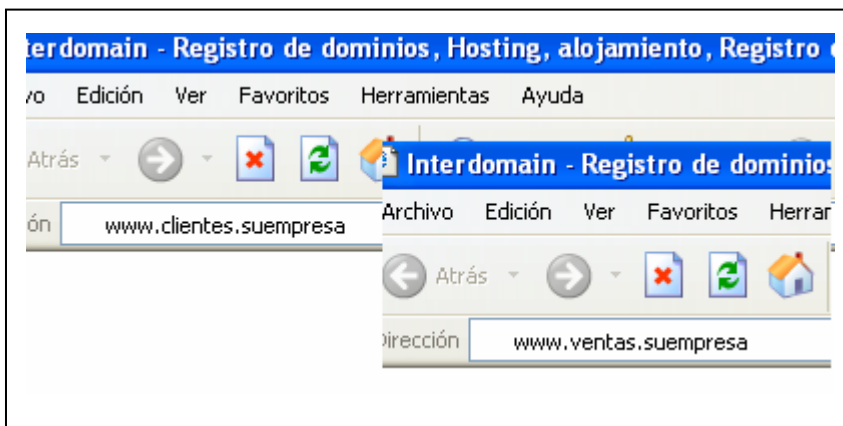 terdomain - Registro de dominios, Hosting, alojamiento, Registro
vo Edición Ver Favoritos Herramientas Ayuda
Atrás
ón www.clientes.suempresa
Interdomain - Registro de dominios
Archivo Edición Ver Favoritos Herrar
Atrás
Dirección www.ventas.suempresa